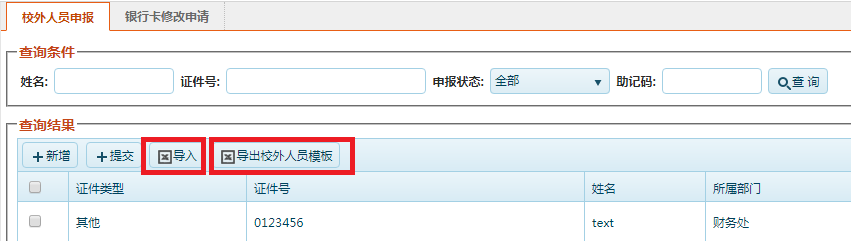 校外人员申报 银行卡修改申请
查询条件
姓名: 证件号: 申报状态: 全部 助记码: 查 询
查询结果
新增 提交 导入 导出校外人员模板
证件类型 证件号 姓名 所属部门
其他 0123456 text 财务处